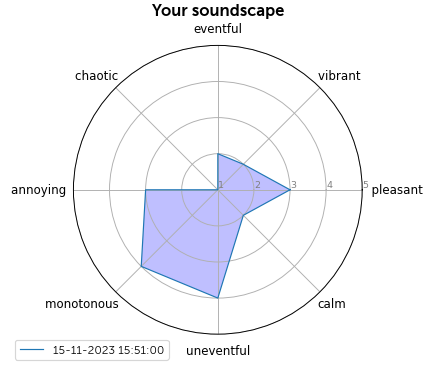 Your soundscape
eventful
chaotic
vibrant
annoying
1 2 3 4 5
pleasant
monotonous
calm
uneventful
15-11-2023 15:51:00